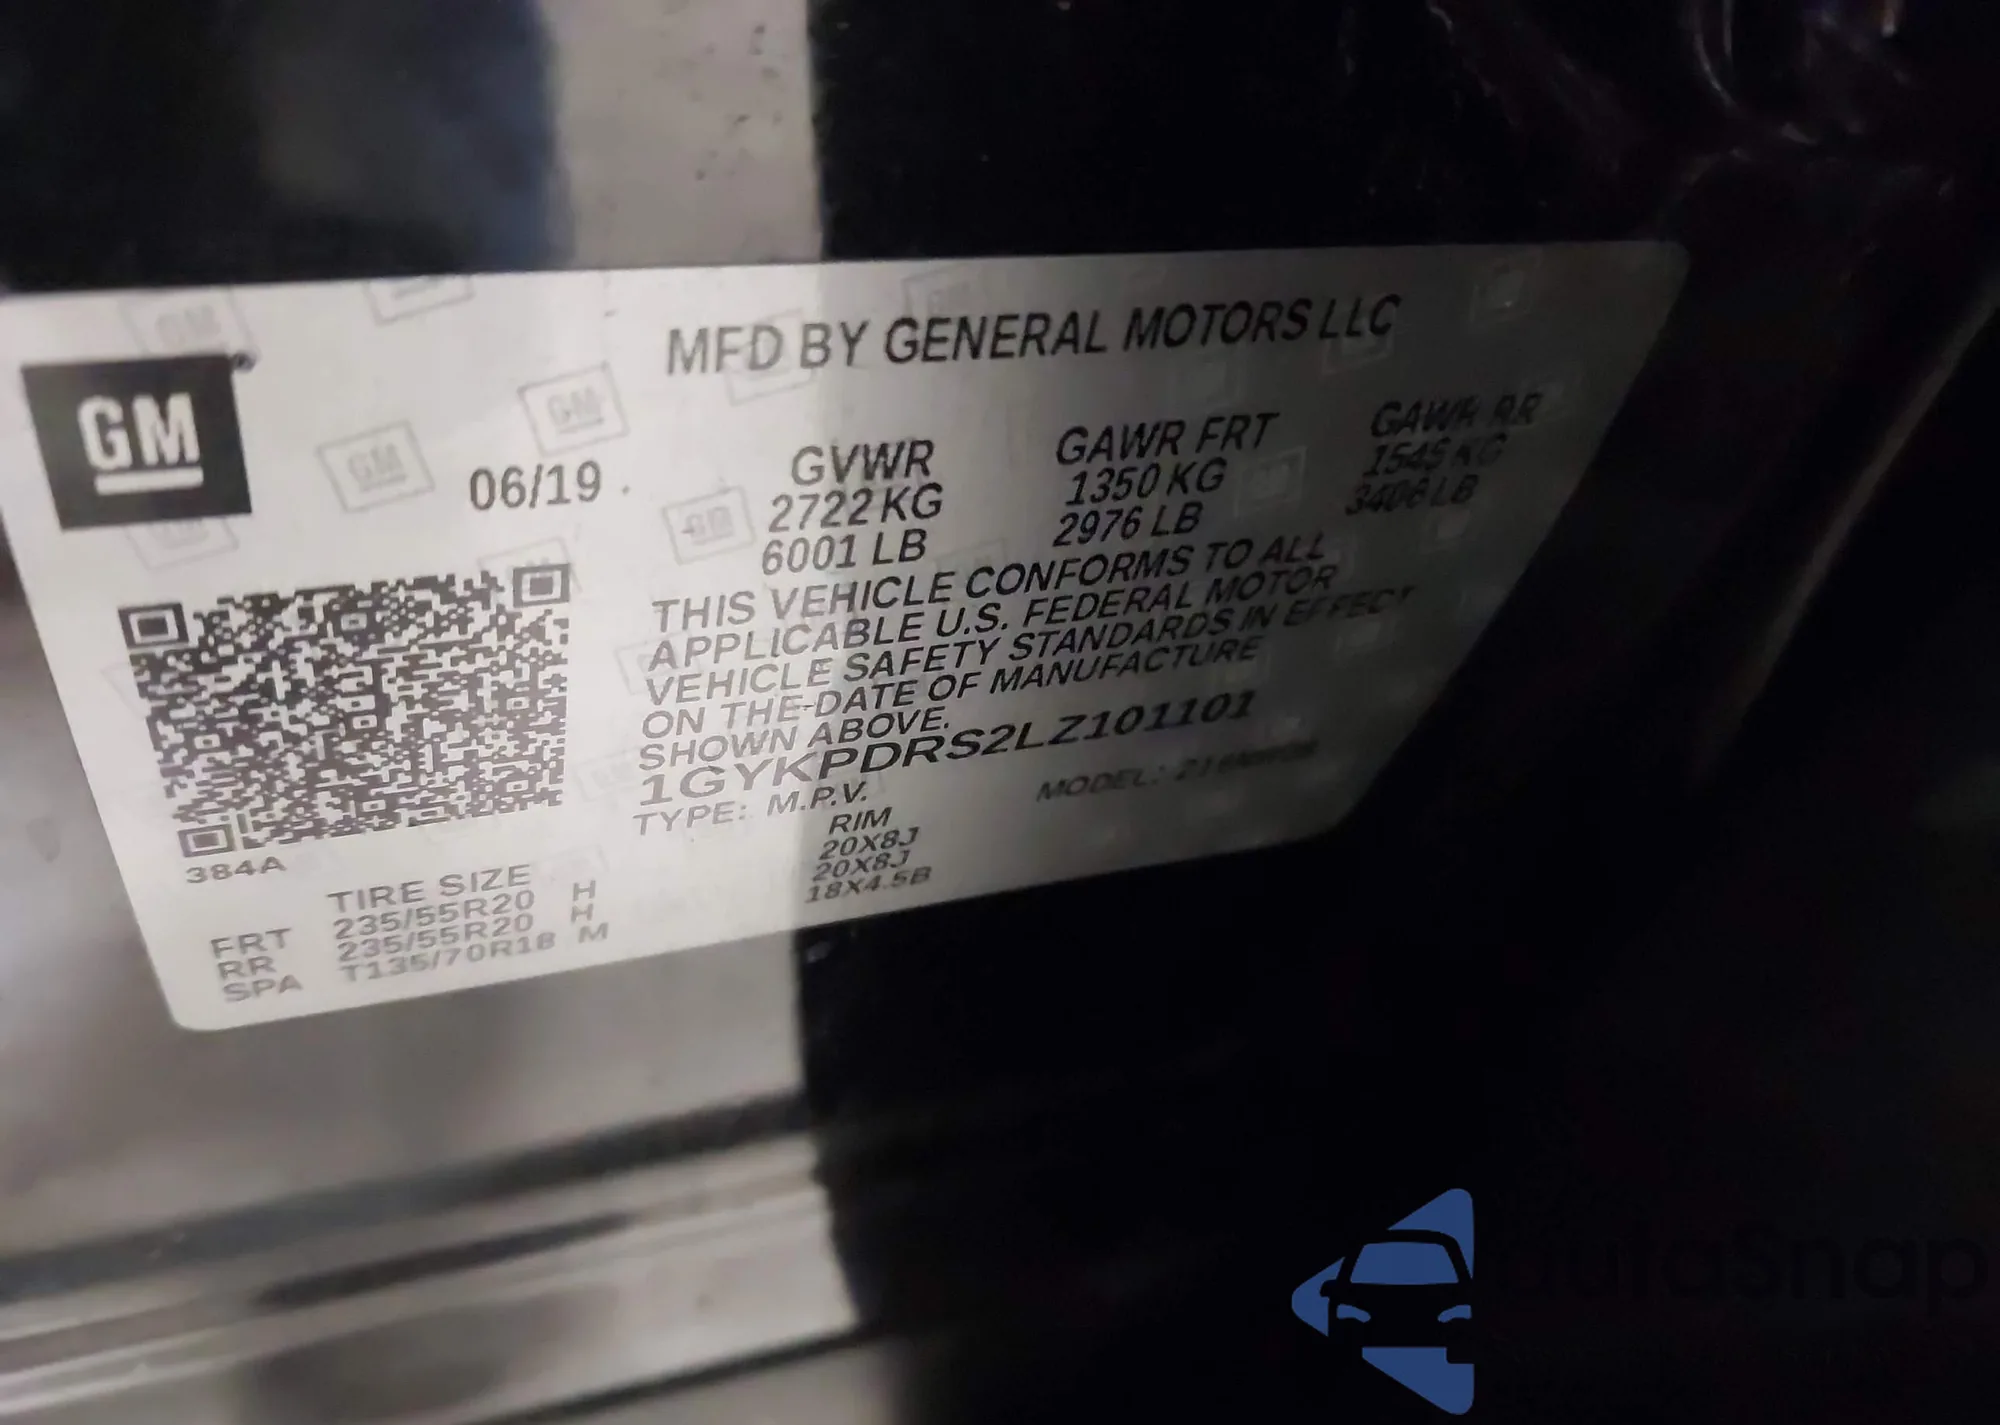 MFD BY GENERAL MOTORS LLC
GM
06/19
GVWR GAWR FRT GAWR RR
2722 KG 1350 KG 1545 KG
6001 LB 2976 LB 3406 LB
THIS VEHICLE CONFORMS TO ALL
APPLICABLE U.S. FEDERAL MOTOR
VEHICLE SAFETY STANDARDS IN EFFECT
ON THE DATE OF MANUFACTURE
SHOWN ABOVE.
1GYKPDRS2LZ101101
TYPE: M.P.V. MODEL:
384A
TIRE SIZE RIM
FRT 235/55R20 H 20X8J
RR 235/55R20 H 20X8J
SPA T135/70R18 M 18X4.5B
AutoSnap